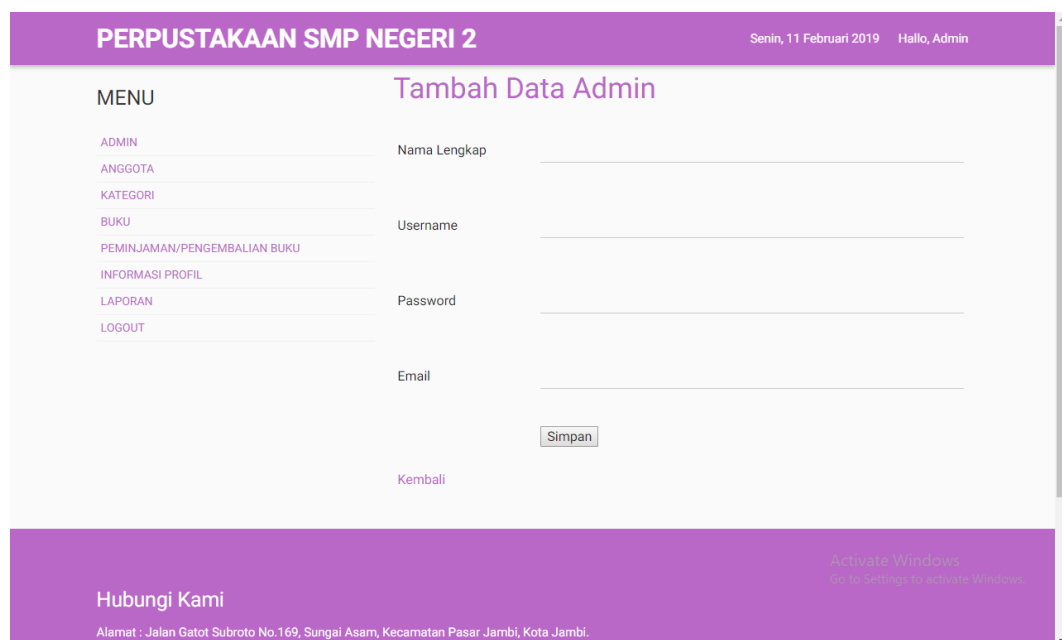 PERPUSTAKAAN SMP NEGERI 2
Senin, 11 Februari 2019 Hallo, Admin
MENU
ADMIN
ANGGOTA
KATEGORI
BUKU
PEMINJAMAN/PENGEMBALIAN BUKU
INFORMASI PROFIL
LAPORAN
LOGOUT
Tambah Data Admin
Nama Lengkap
Username
Password
Email
Simpan
Kembali
Activate Windows
Go to Settings to activate Windows.
Hubungi Kami
Alamat : Jalan Gatot Subroto No.169, Sungai Asam, Kecamatan Pasar Jambi, Kota Jambi.